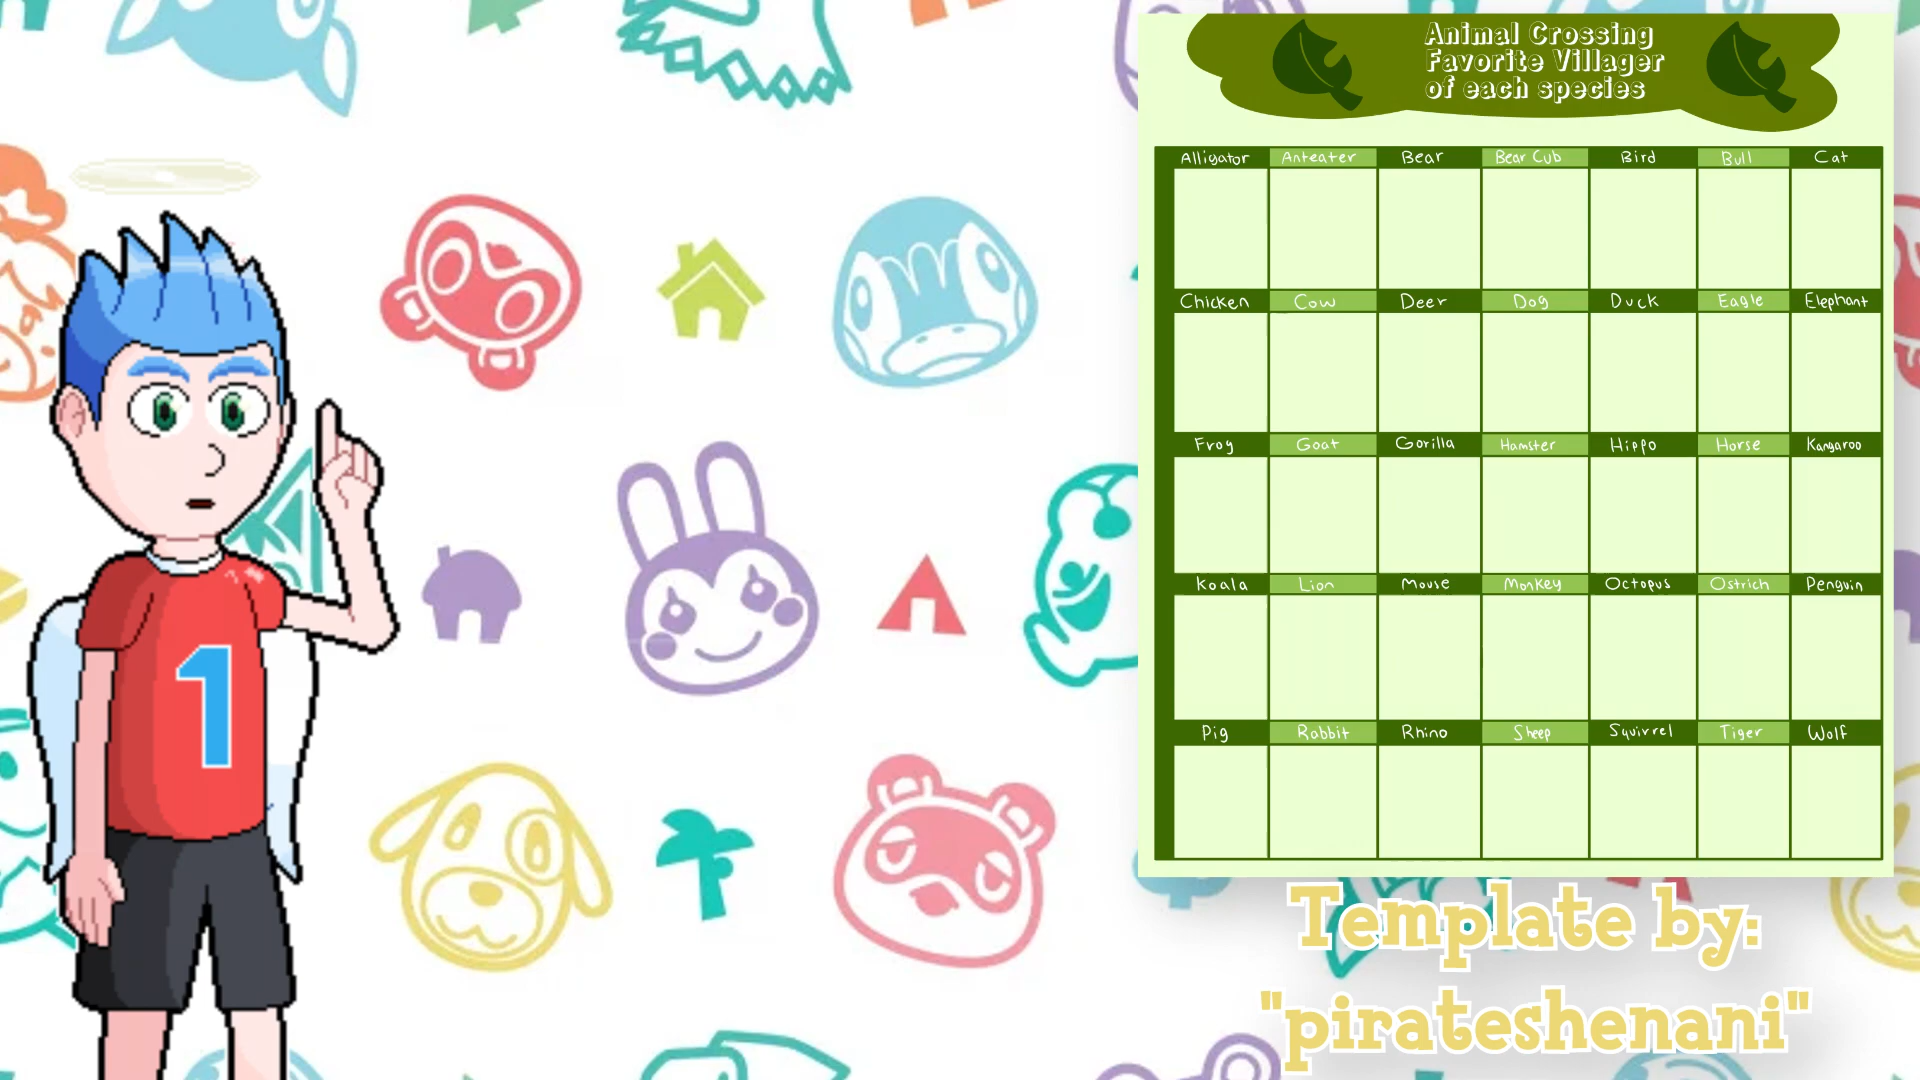 Animal Crossing
Favorite Villager
of each species
Alligator Anteater Bear Bear Cub Bird Bull Cat
Chicken Cow Deer Dog Duck Eagle Elephant
Frog Goat Gorilla Hamster Hippo Horse Kangaroo
Koala Lion Mouse Monkey Octopus Ostrich Penguin
Pig Rabbit Rhino Sheep Squirrel Tiger Wolf
1
Template by:
"pirateshenani"